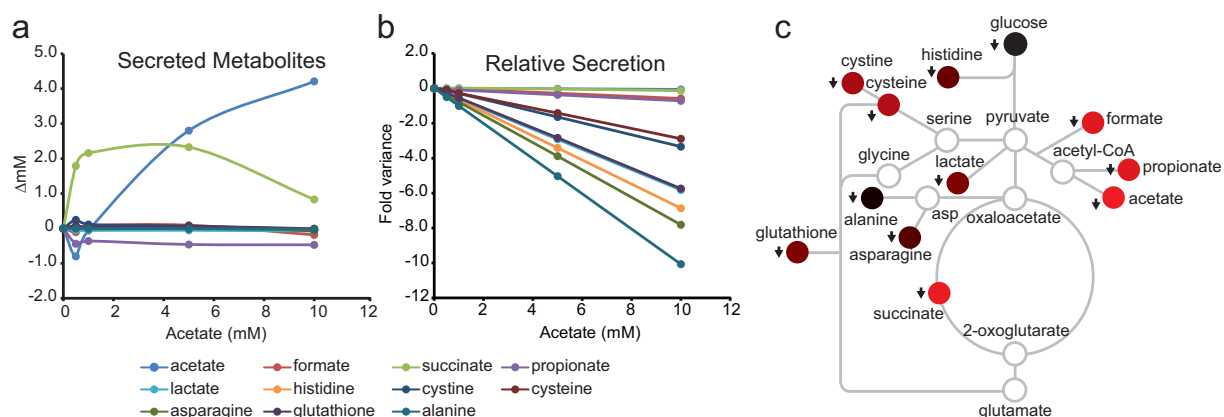 a
Secreted Metabolites
5.0
4.0
3.0
2.0
1.0
0
-1.0
-2.0
ΔmM
0 2 4 6 8 10 12
Acetate (mM)
b
Relative Secretion
2
0
-2.0
-4.0
-6.0
-8.0
-10
-12
Fold variance
0 2 4 6 8 10 12
Acetate (mM)
acetate formate succinate propionate
lactate histidine cystine cysteine
asparagine glutathione alanine
c
glucose
histidine
cystine
cysteine
serine
pyruvate
formate
acetyl-CoA
propionate
glycine
lactate
acetate
alanine
asp
oxaloacetate
glutathione
asparagine
succinate
2-oxoglutarate
glutamate